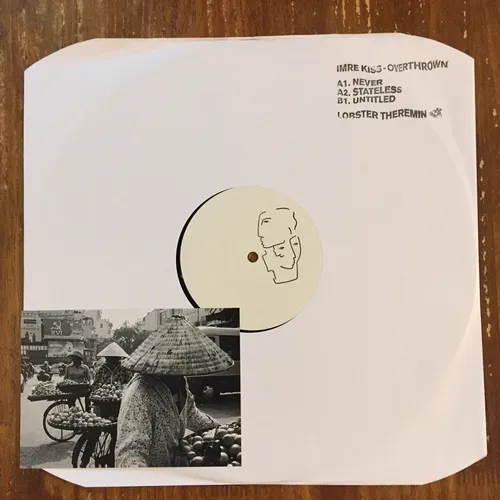 IMRE KISS - OVERTHROWN
A1. NEVER
A2. STATELESS
B1. UNTITLED
LOBSTER THEREMIN